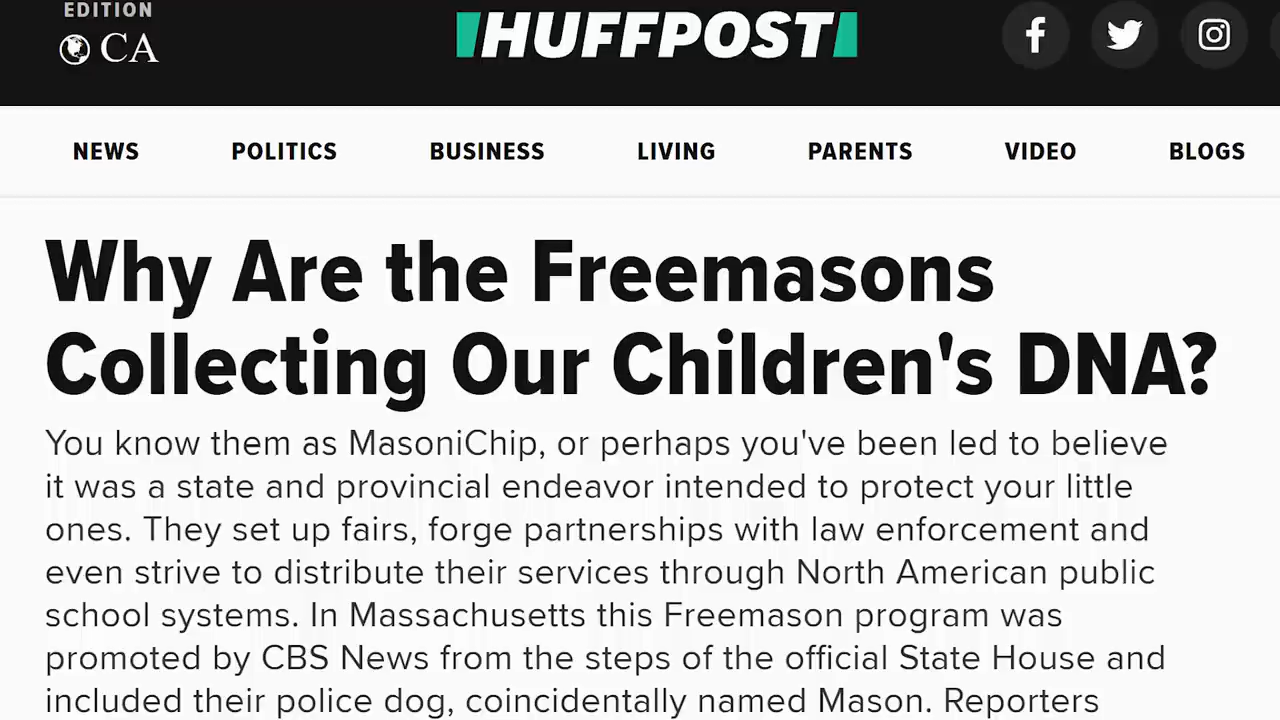 EDITION
CA
HUFFPOST
NEWS POLITICS BUSINESS LIVING PARENTS VIDEO BLOGS
Why Are the Freemasons
Collecting Our Children's DNA?
You know them as MasoniChip, or perhaps you've been led to believe
it was a state and provincial endeavor intended to protect your little
ones. They set up fairs, forge partnerships with law enforcement and
even strive to distribute their services through North American public
school systems. In Massachusetts this Freemason program was
promoted by CBS News from the steps of the official State House and
included their police dog, coincidentally named Mason. Reporters